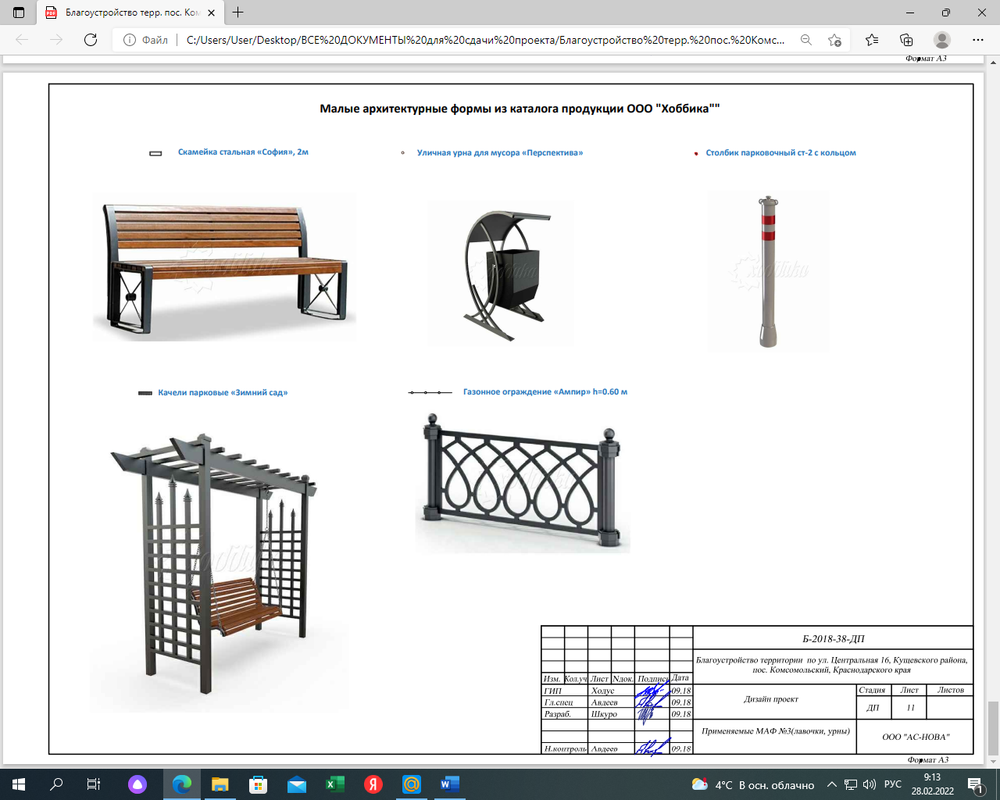 Благоустройство терр. пос. Ком
Файл
C:/Users/User/Desktop/ВСЕ%20ДОКУМЕНТЫ%20для%20сдачи%20проекта/Благоустройство%20терр.%20пос.%20Комс...
Формат А3
Малые архитектурные формы из каталога продукции ООО "Хоббика""
Скамейка стальная «София», 2м
Уличная урна для мусора «Перспектива»
Столбик парковочный ст-2 с кольцом
Качели парковые «Зимний сад»
Газонное ограждение «Ампир» h=0.60 м
Б-2018-38-ДП
Благоустройство территории по ул. Центральная 16, Кущевского района,
пос. Комсомольский, Краснодарского края
Изм. Кол.уч Лист Nдок. Подпись Дата
ГИП Ходус 09.18
Гл.спец Авдеев 09.18
Разраб. Шкуро 09.18
Н.контроль Авдеев 09.18
Дизайн проект
Стадия Лист Листов
ДП 11
Применяемые МАФ №3(лавочки, урны)
ООО "АС-НОВА"
Формат А3
4°C В осн. облачно
РУС
9:13
28.02.2022
1